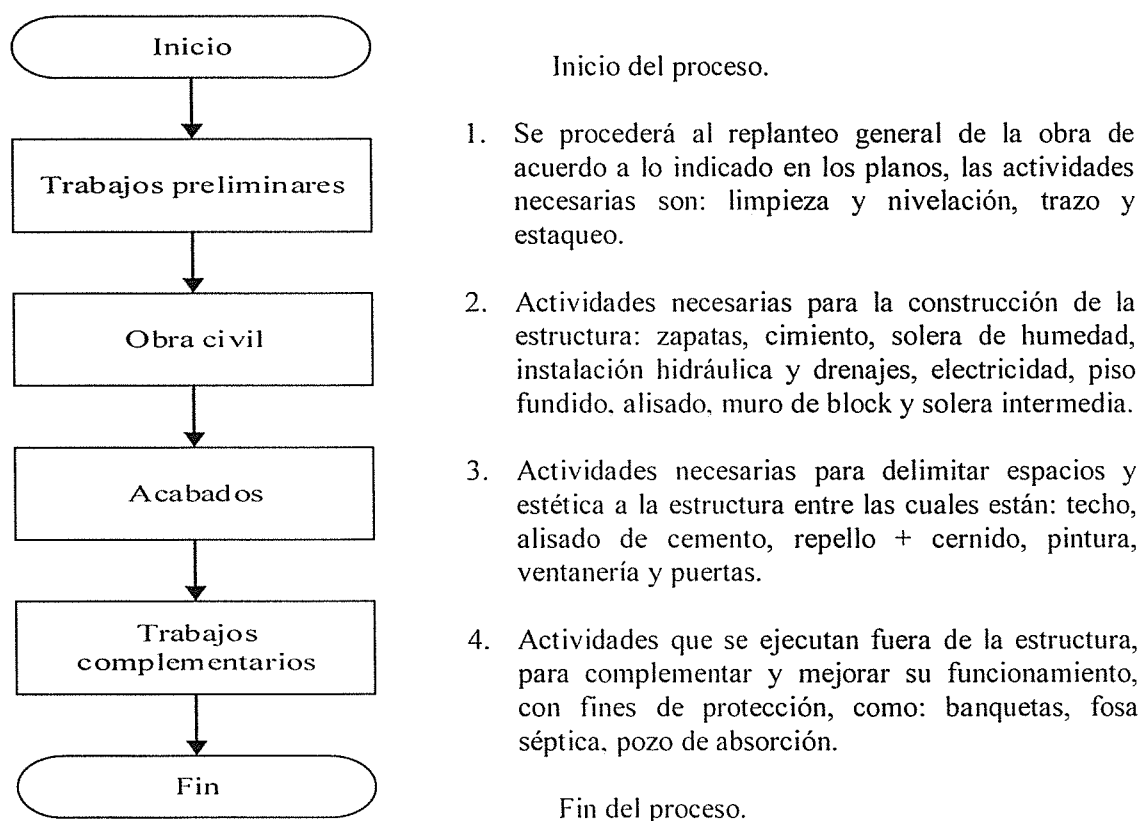 Inicio
Inicio del proceso.
Trabajos preliminares
1. Se procederá al replanteo general de la obra de
acuerdo a lo indicado en los planos, las actividades
necesarias son: limpieza y nivelación, trazo y
estaqueo.
Obra civil
2. Actividades necesarias para la construcción de la
estructura: zapatas, cimiento, solera de humedad,
instalación hidráulica y drenajes, electricidad, piso
fundido, alisado, muro de block y solera intermedia.
Acabados
3. Actividades necesarias para delimitar espacios y
estética a la estructura entre las cuales están: techo,
alisado de cemento, repello + cernido, pintura,
ventanería y puertas.
Trabajos
complementarios
4. Actividades que se ejecutan fuera de la estructura,
para complementar y mejorar su funcionamiento,
con fines de protección, como: banquetas, fosa
séptica, pozo de absorción.
Fin
Fin del proceso.